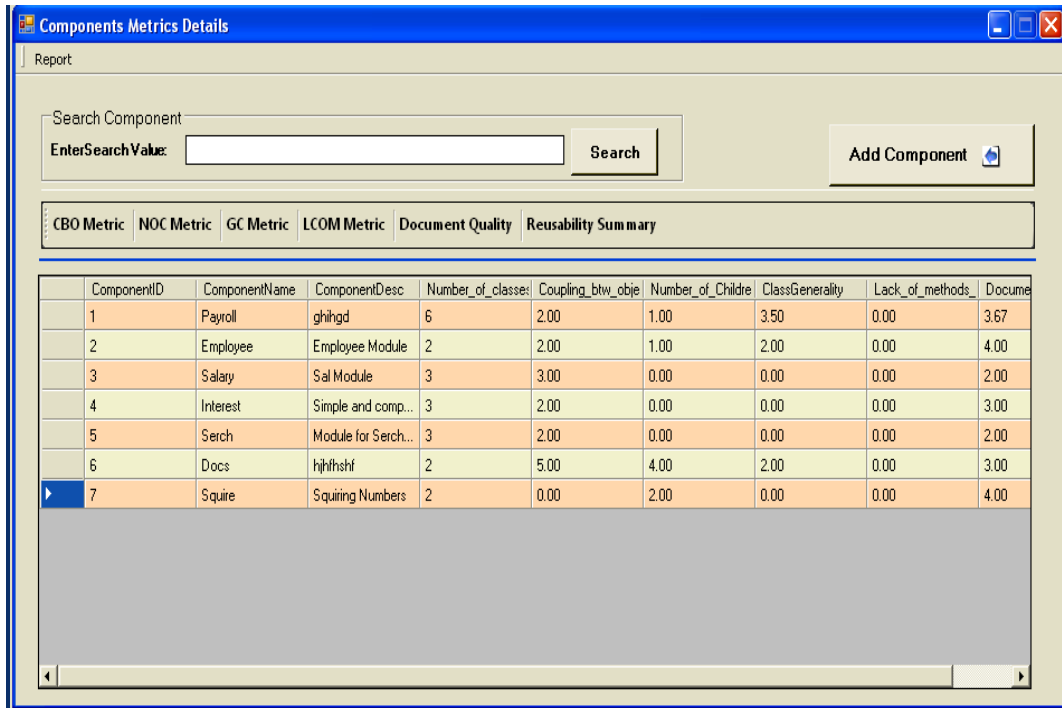 Components Metrics Details
Report
Search Component
EnterSearchValue:
Search
Add Component
CBO Metric NOC Metric GC Metric LCOM Metric Document Quality Reusability Summary
ComponentID ComponentName ComponentDesc Number_of_classes Coupling_btw_obje Number_of_Childre ClassGenerality Lack_of_methods_ Docume
1 Payroll ghihgd 6 2.00 1.00 3.50 0.00 3.67
2 Employee Employee Module 2 2.00 1.00 2.00 0.00 4.00
3 Salary Sal Module 3 3.00 0.00 0.00 0.00 2.00
4 Interest Simple and comp... 3 2.00 0.00 0.00 0.00 3.00
5 Serch Module for Serch... 3 2.00 0.00 0.00 0.00 2.00
6 Docs hjhfhshf 2 5.00 4.00 2.00 0.00 3.00
7 Squire Squiring Numbers 2 0.00 2.00 0.00 0.00 4.00